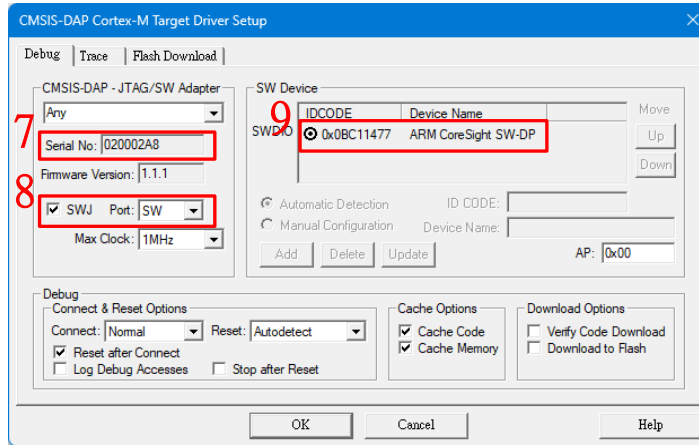 CMSIS-DAP Cortex-M Target Driver Setup
Debug Trace Flash Download
CMSIS-DAP - JTAG/SW Adapter
Any
7
Serial No: 020002A8
Firmware Version: 1.1.1
8
SWJ Port: SW
Max Clock: 1MHz
SW Device
9
IDCODE Device Name
SWDIO 0x0BC11477 ARM CoreSight SW-DP
Move
Up
Down
Automatic Detection ID CODE:
Manual Configuration Device Name:
Add Delete Update AP: 0x00
Debug
Connect & Reset Options
Connect: Normal Reset: Autodetect
Reset after Connect
Log Debug Accesses Stop after Reset
Cache Options
Cache Code
Cache Memory
Download Options
Verify Code Download
Download to Flash
OK Cancel Help